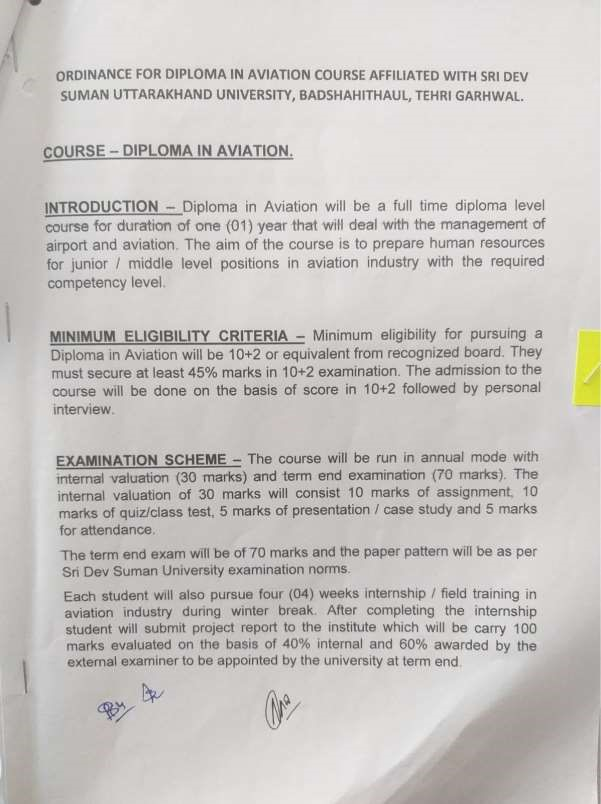 ORDINANCE FOR DIPLOMA IN AVIATION COURSE AFFILIATED WITH SRI DEV
SUMAN UTTARAKHAND UNIVERSITY, BADSHAHITHAUL, TEHRI GARHWAL.
COURSE – DIPLOMA IN AVIATION.
INTRODUCTION – Diploma in Aviation will be a full time diploma level
course for duration of one (01) year that will deal with the management of
airport and aviation. The aim of the course is to prepare human resources
for junior / middle level positions in aviation industry with the required
competency level.
MINIMUM ELIGIBILITY CRITERIA – Minimum eligibility for pursuing a
Diploma in Aviation will be 10+2 or equivalent from recognized board. They
must secure at least 45% marks in 10+2 examination. The admission to the
course will be done on the basis of score in 10+2 followed by personal
interview.
EXAMINATION SCHEME – The course will be run in annual mode with
internal valuation (30 marks) and term end examination (70 marks). The
internal valuation of 30 marks will consist 10 marks of assignment, 10
marks of quiz/class test, 5 marks of presentation / case study and 5 marks
for attendance.
The term end exam will be of 70 marks and the paper pattern will be as per
Sri Dev Suman University examination norms.
Each student will also pursue four (04) weeks internship / field training in
aviation industry during winter break. After completing the internship
student will submit project report to the institute which will be carry 100
marks evaluated on the basis of 40% internal and 60% awarded by the
external examiner to be appointed by the university at term end.